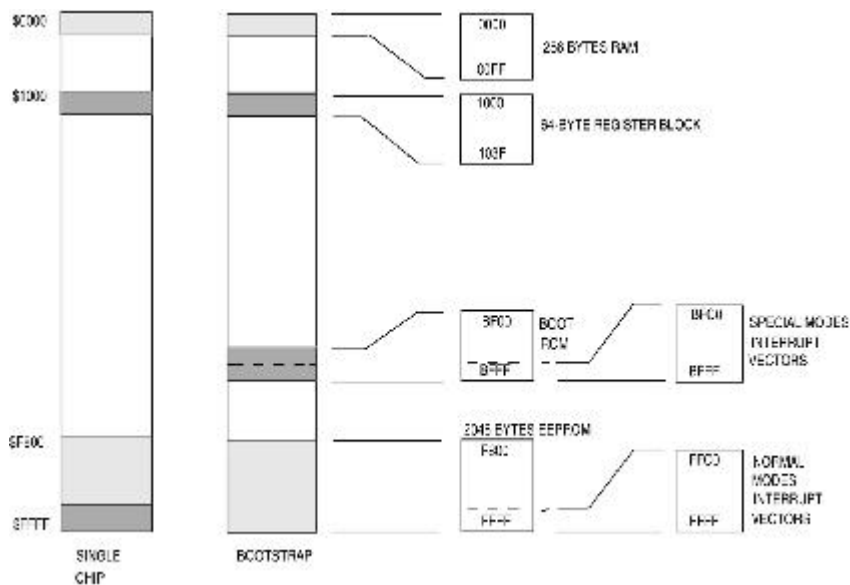 $0000
$1000
$F800
$FFFF
SINGLE
CHIP
BOOTSTRAP
0000
00FF
256 BYTES RAM
1000
103F
64-BYTE REGISTER BLOCK
BF00
BFFF
BOOT
ROM
BFC0
BFFF
SPECIAL MODES
INTERRUPT
VECTORS
2048 BYTES EEPROM
F800
FFFF
FFC0
FFFF
NORMAL
MODES
INTERRUPT
VECTORS